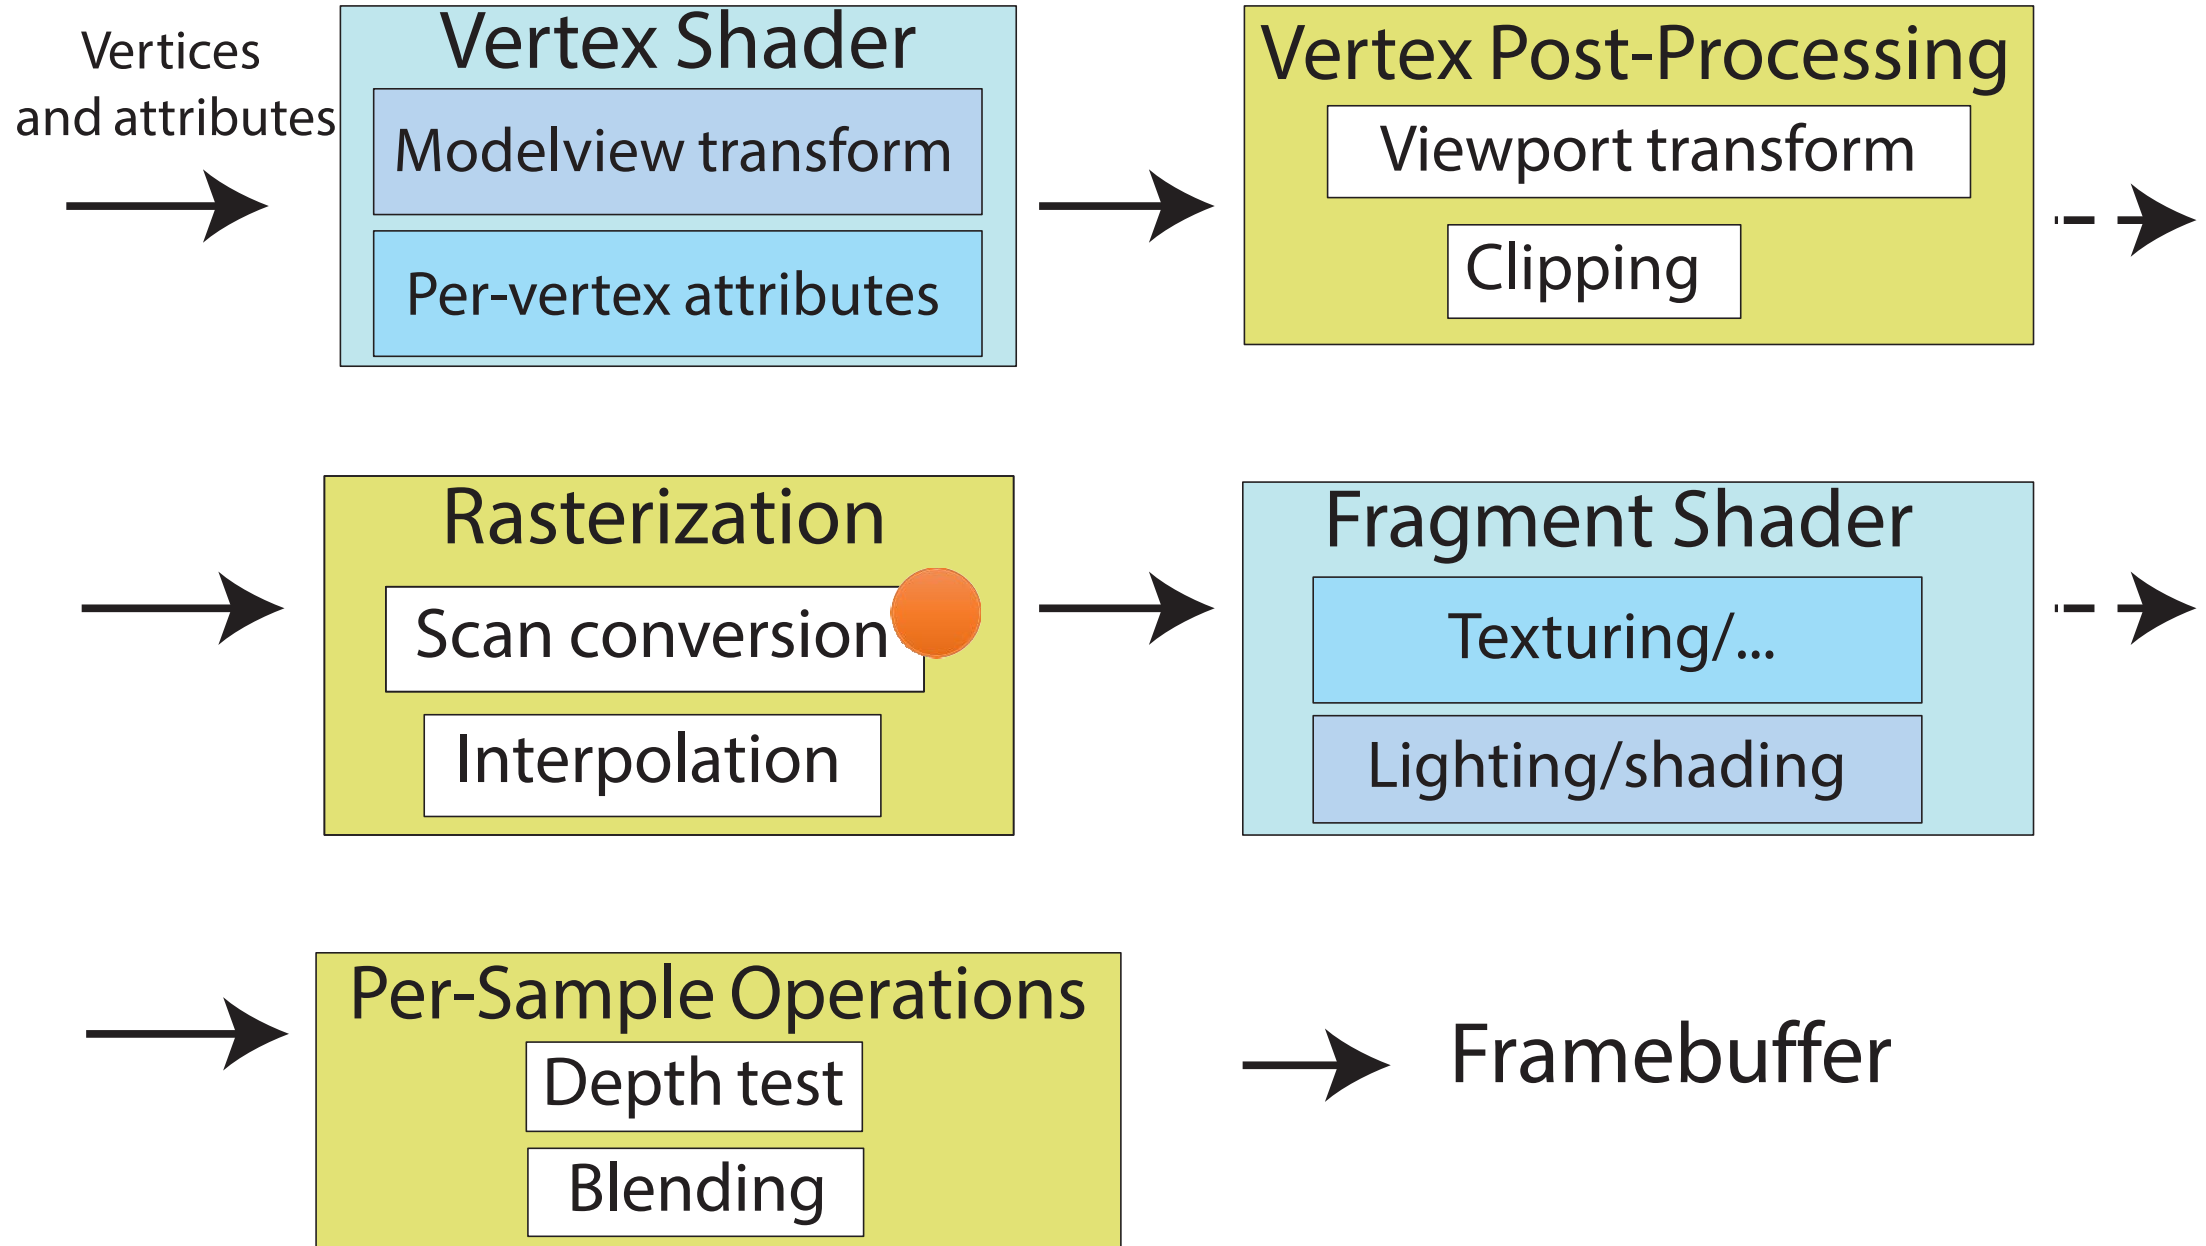 Vertices
and attributes
Vertex Shader
Modelview transform
Per-vertex attributes
Vertex Post-Processing
Viewport transform
Clipping
Rasterization
Scan conversion
Interpolation
Fragment Shader
Texturing/...
Lighting/shading
Per-Sample Operations
Depth test
Blending
Framebuffer